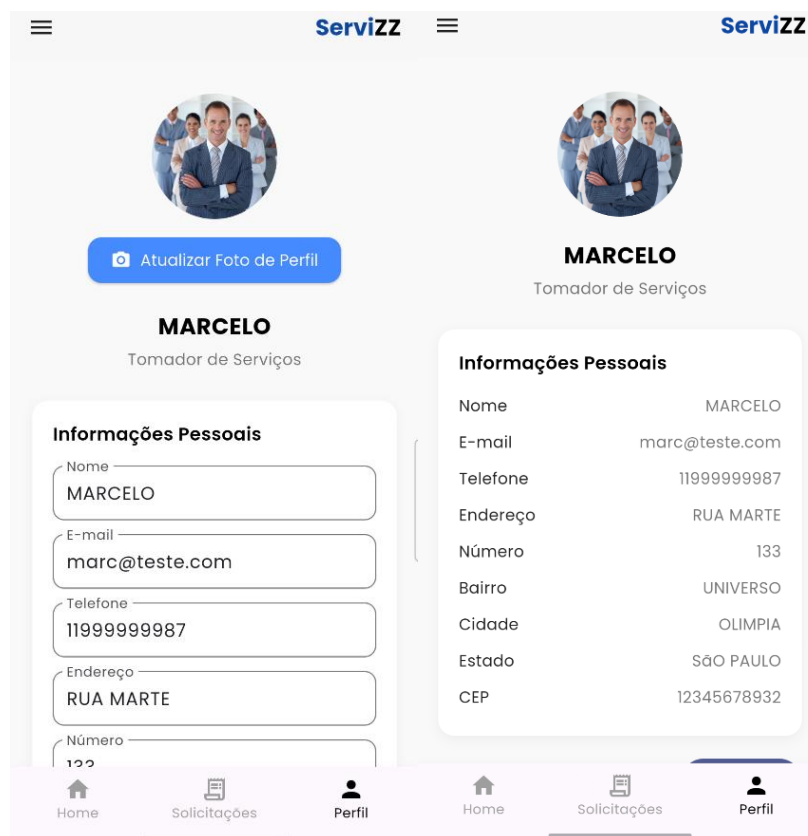 ServiZZ
Atualizar Foto de Perfil
MARCELO
Tomador de Serviços
Informações Pessoais
Nome
MARCELO
E-mail
marc@teste.com
Telefone
11999999987
Endereço
RUA MARTE
Número
133
Home
Solicitações
Perfil
ServiZZ
MARCELO
Tomador de Serviços
Informações Pessoais
Nome MARCELO
E-mail marc@teste.com
Telefone 11999999987
Endereço RUA MARTE
Número 133
Bairro UNIVERSO
Cidade OLIMPIA
Estado SãO PAULO
CEP 12345678932
Home
Solicitações
Perfil